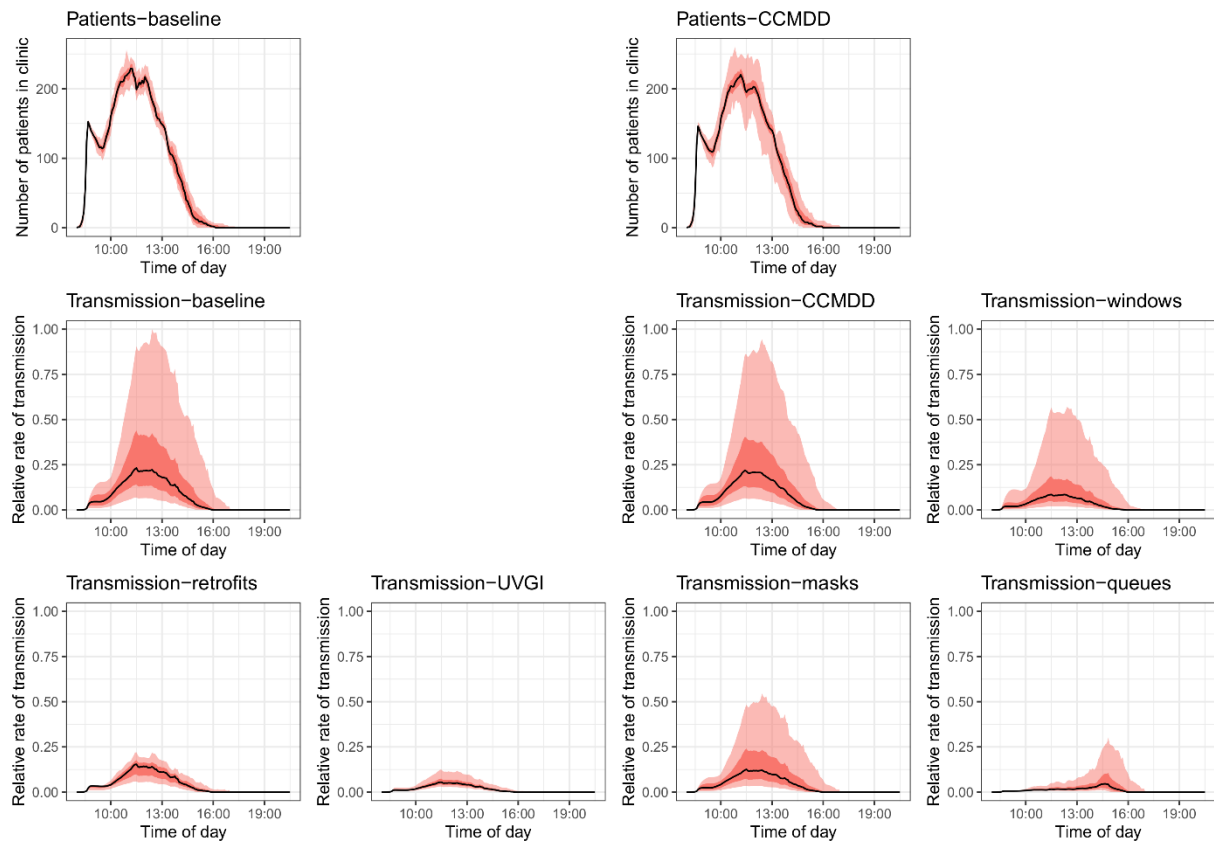 Patients−baseline
Number of patients in clinic
200
100
0
10:00 13:00 16:00 19:00
Time of day
Patients−CCMDD
Number of patients in clinic
200
100
0
10:00 13:00 16:00 19:00
Time of day
Transmission−baseline
Relative rate of transmission
1.00
0.75
0.50
0.25
0.00
10:00 13:00 16:00 19:00
Time of day
Transmission−CCMDD
Relative rate of transmission
1.00
0.75
0.50
0.25
0.00
10:00 13:00 16:00 19:00
Time of day
Transmission−windows
Relative rate of transmission
1.00
0.75
0.50
0.25
0.00
10:00 13:00 16:00 19:00
Time of day
Transmission−retrofits
Relative rate of transmission
1.00
0.75
0.50
0.25
0.00
10:00 13:00 16:00 19:00
Time of day
Transmission−UVGI
Relative rate of transmission
1.00
0.75
0.50
0.25
0.00
10:00 13:00 16:00 19:00
Time of day
Transmission−masks
Relative rate of transmission
1.00
0.75
0.50
0.25
0.00
10:00 13:00 16:00 19:00
Time of day
Transmission−queues
Relative rate of transmission
1.00
0.75
0.50
0.25
0.00
10:00 13:00 16:00 19:00
Time of day